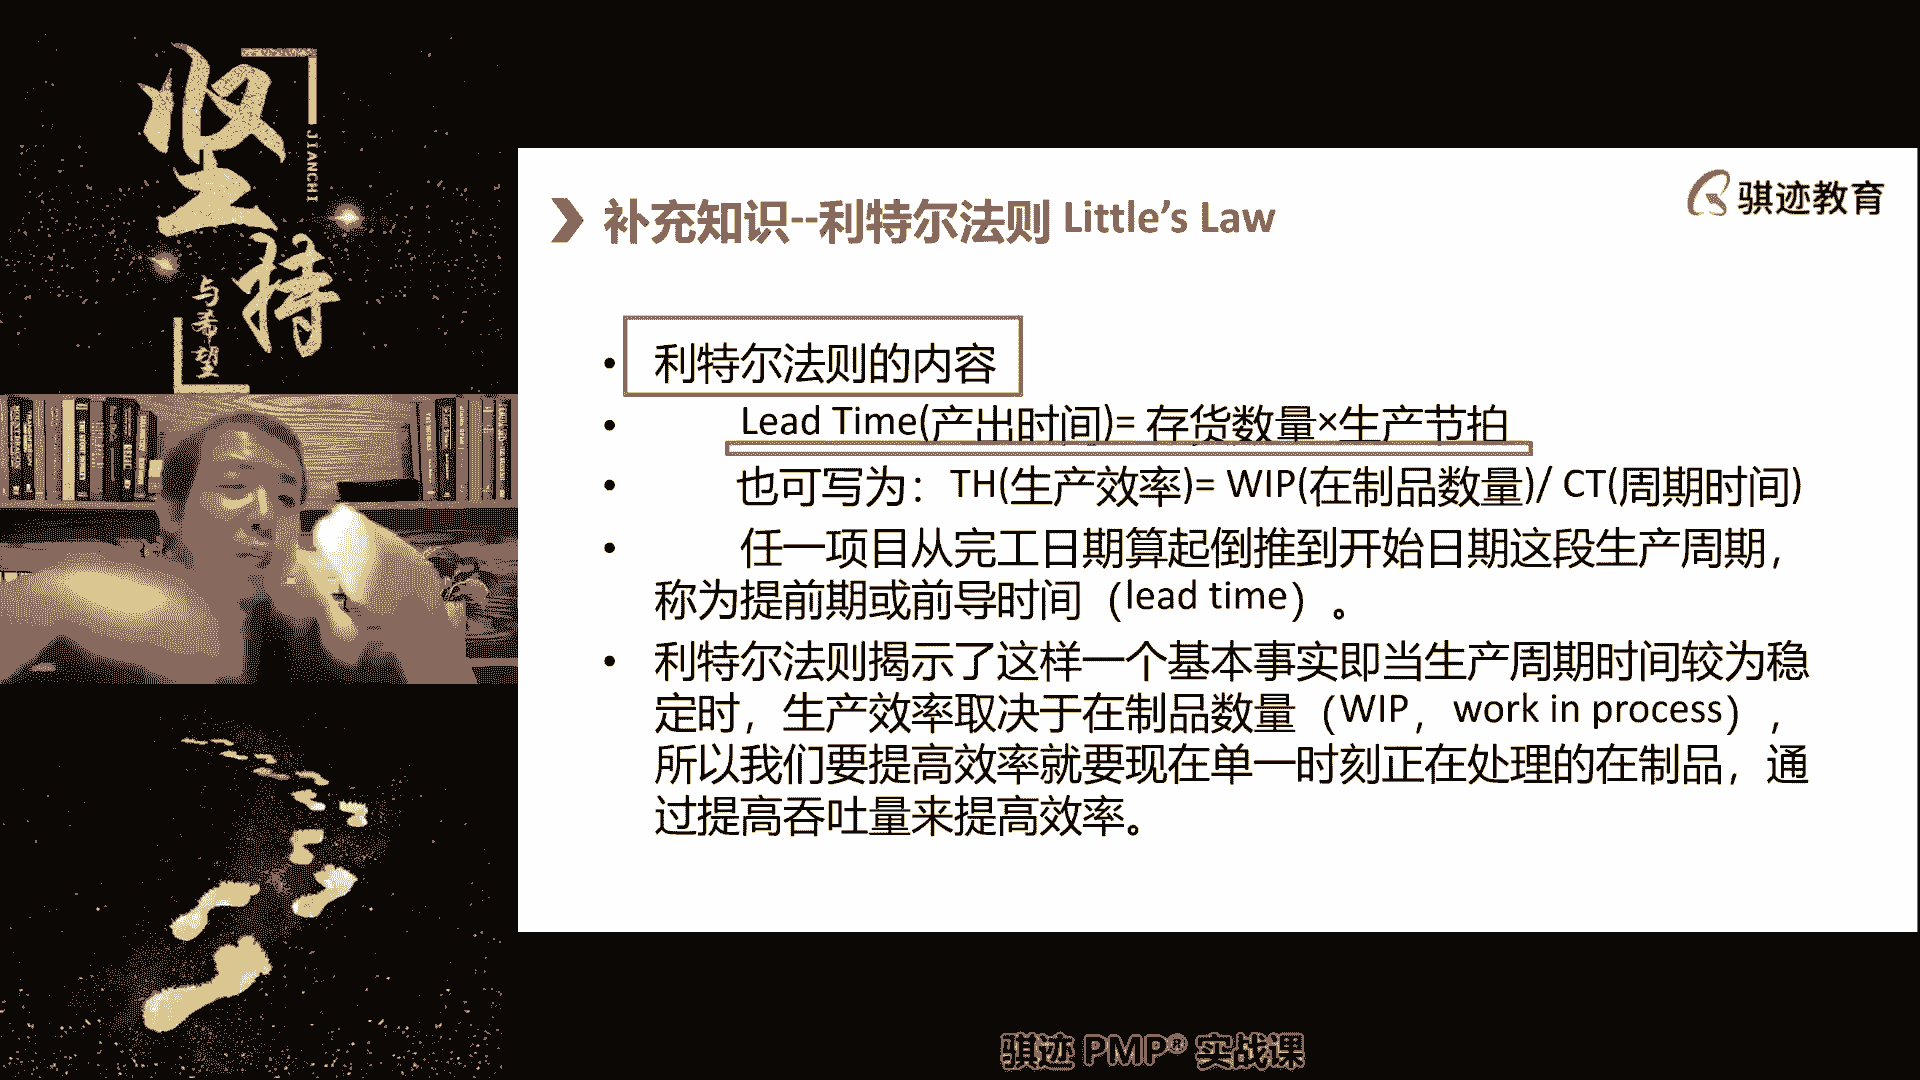 坚持
JIANCHI
与希望
骐迹教育
补充知识--利特尔法则 Little's Law
• 利特尔法则的内容
• Lead Time(产出时间)= 存货数量×生产节拍
• 也可写为：TH(生产效率)= WIP(在制品数量)/ CT(周期时间)
• 任一项目从完工日期算起倒推到开始日期这段生产周期，
称为提前期或前导时间（lead time）。
• 利特尔法则揭示了这样一个基本事实即当生产周期时间较为稳
定时，生产效率取决于在制品数量（WIP，work in process），
所以我们要提高效率就要现在单一时刻正在处理的在制品，通
过提高吞吐量来提高效率。
骐迹 PMP® 实战课